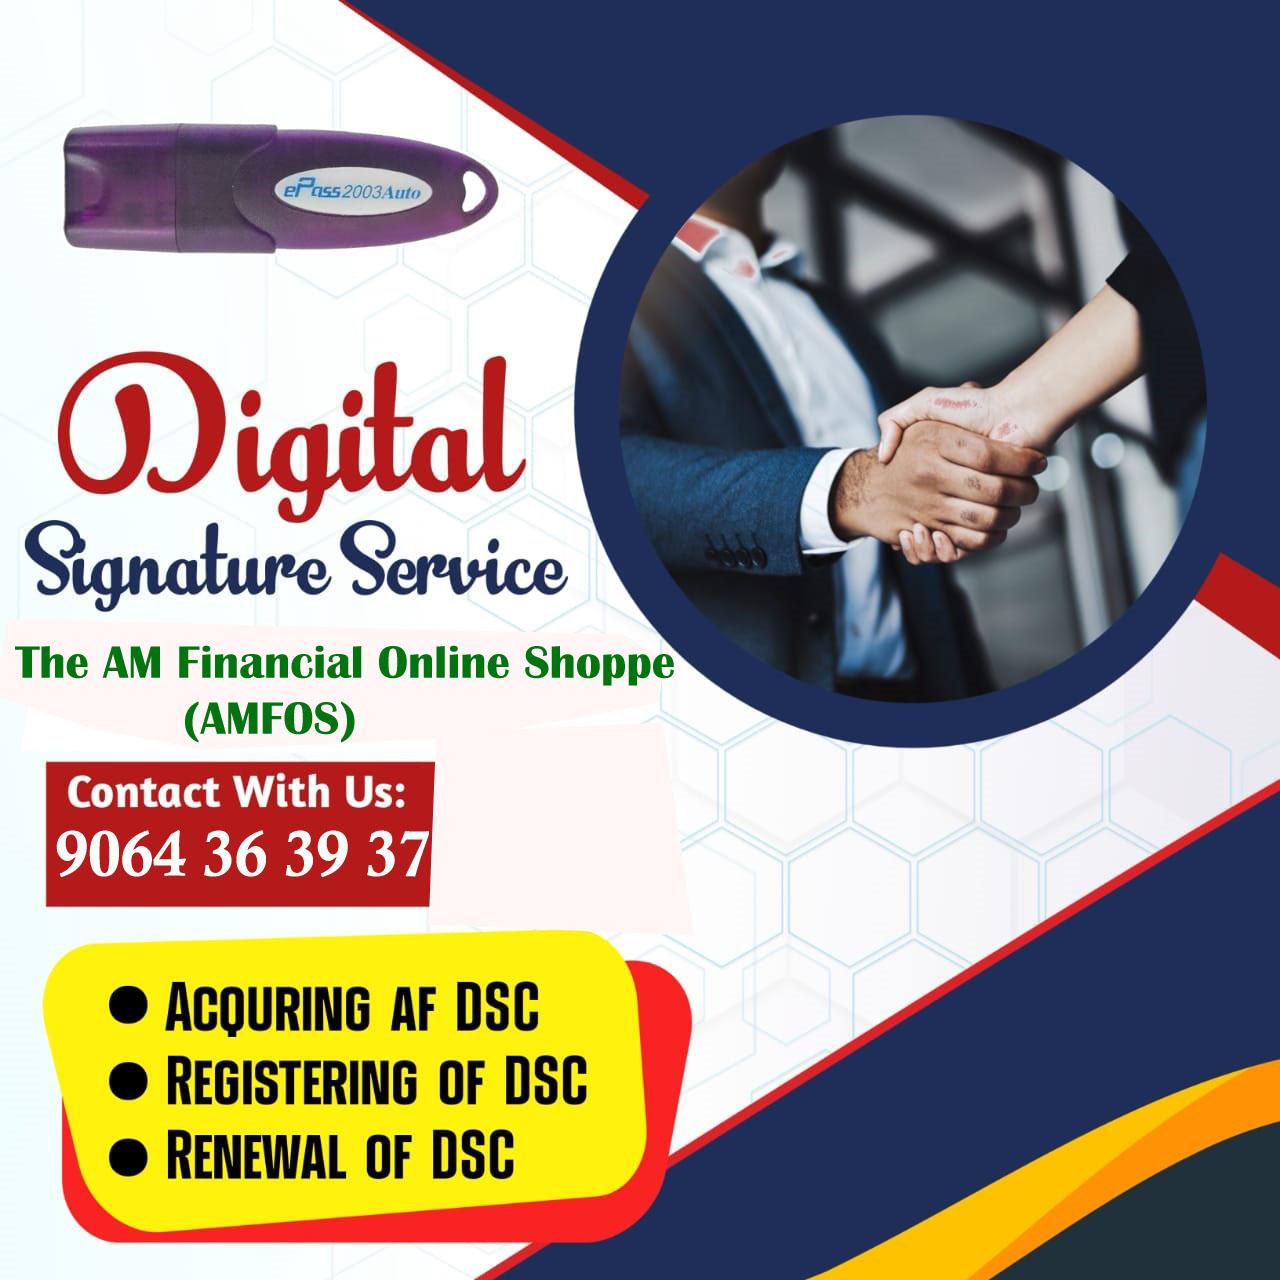 ePass2003Auto
Digital
Signature Service
The AM Financial Online Shoppe
(AMFOS)
Contact With Us:
9064 36 39 37
● ACQURING AF DSC
● REGISTERING OF DSC
● RENEWAL OF DSC